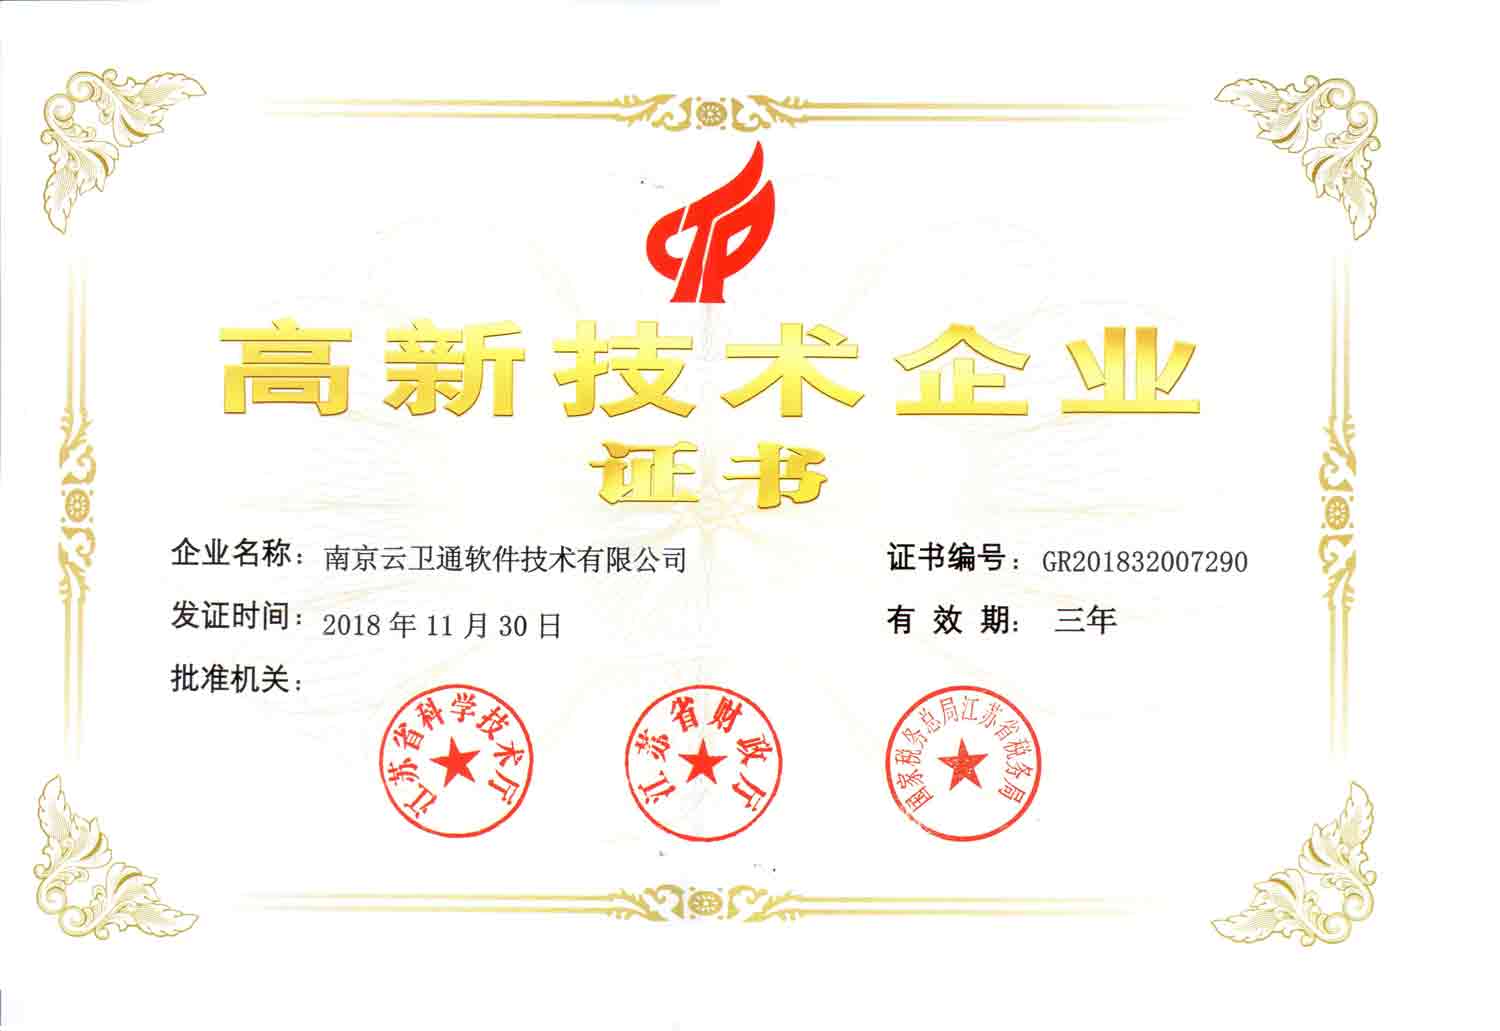 高新技术企业
证书
企业名称：南京云卫通软件技术有限公司
证书编号：GR201832007290
发证时间：2018年11月30日
有 效 期：三年
批准机关：
江苏省科学技术厅
江苏省财政厅
国家税务总局江苏省税务局